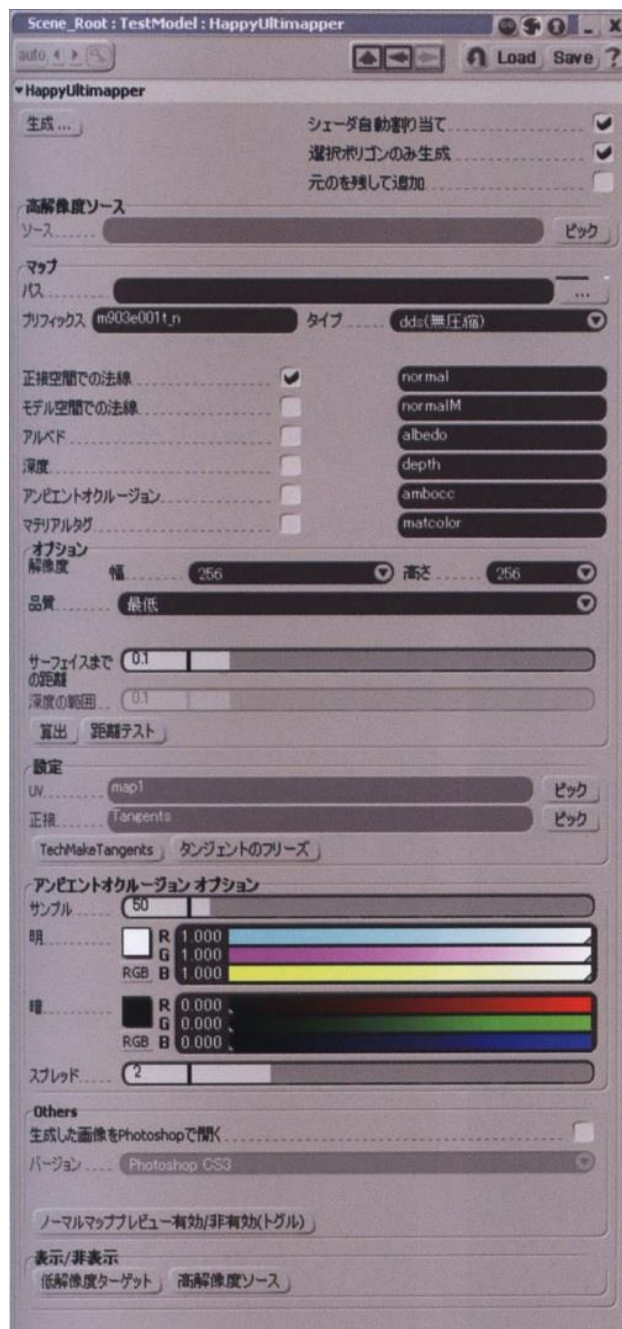 Scene_Root : TestModel : HappyUltimapper
auto Load Save ?
HappyUltimapper
生成 ... シェーダ自動割り当て
選択ポリゴンのみ生成
元のを残して追加
高解像度ソース
ソース ピック
マップ
パス ...
プリフィックス m903e001t_n タイプ dds(無圧縮)
正接空間での法線 normal
モデル空間での法線 normalM
アルベド albedo
深度 depth
アンビエントオクルージョン ambocc
マテリアルタグ matcolor
オプション
解像度 幅 256 高さ 256
品質 最低
サーフェイスまでの距離 0.1
深度の範囲 0.1
算出 距離テスト
設定
UV map1 ピック
正接 Tangents ピック
TechMakeTangents タンジェントのフリーズ
アンビエントオクルージョン オプション
サンプル 50
明 R 1.000
G 1.000
RGB B 1.000
暗 R 0.000
G 0.000
RGB B 0.000
スプレッド 2
Others
生成した画像をPhotoshopで開く
バージョン Photoshop CS3
ノーマルマッププレビュー有効/非有効(トグル)
表示/非表示
低解像度ターゲット 高解像度ソース